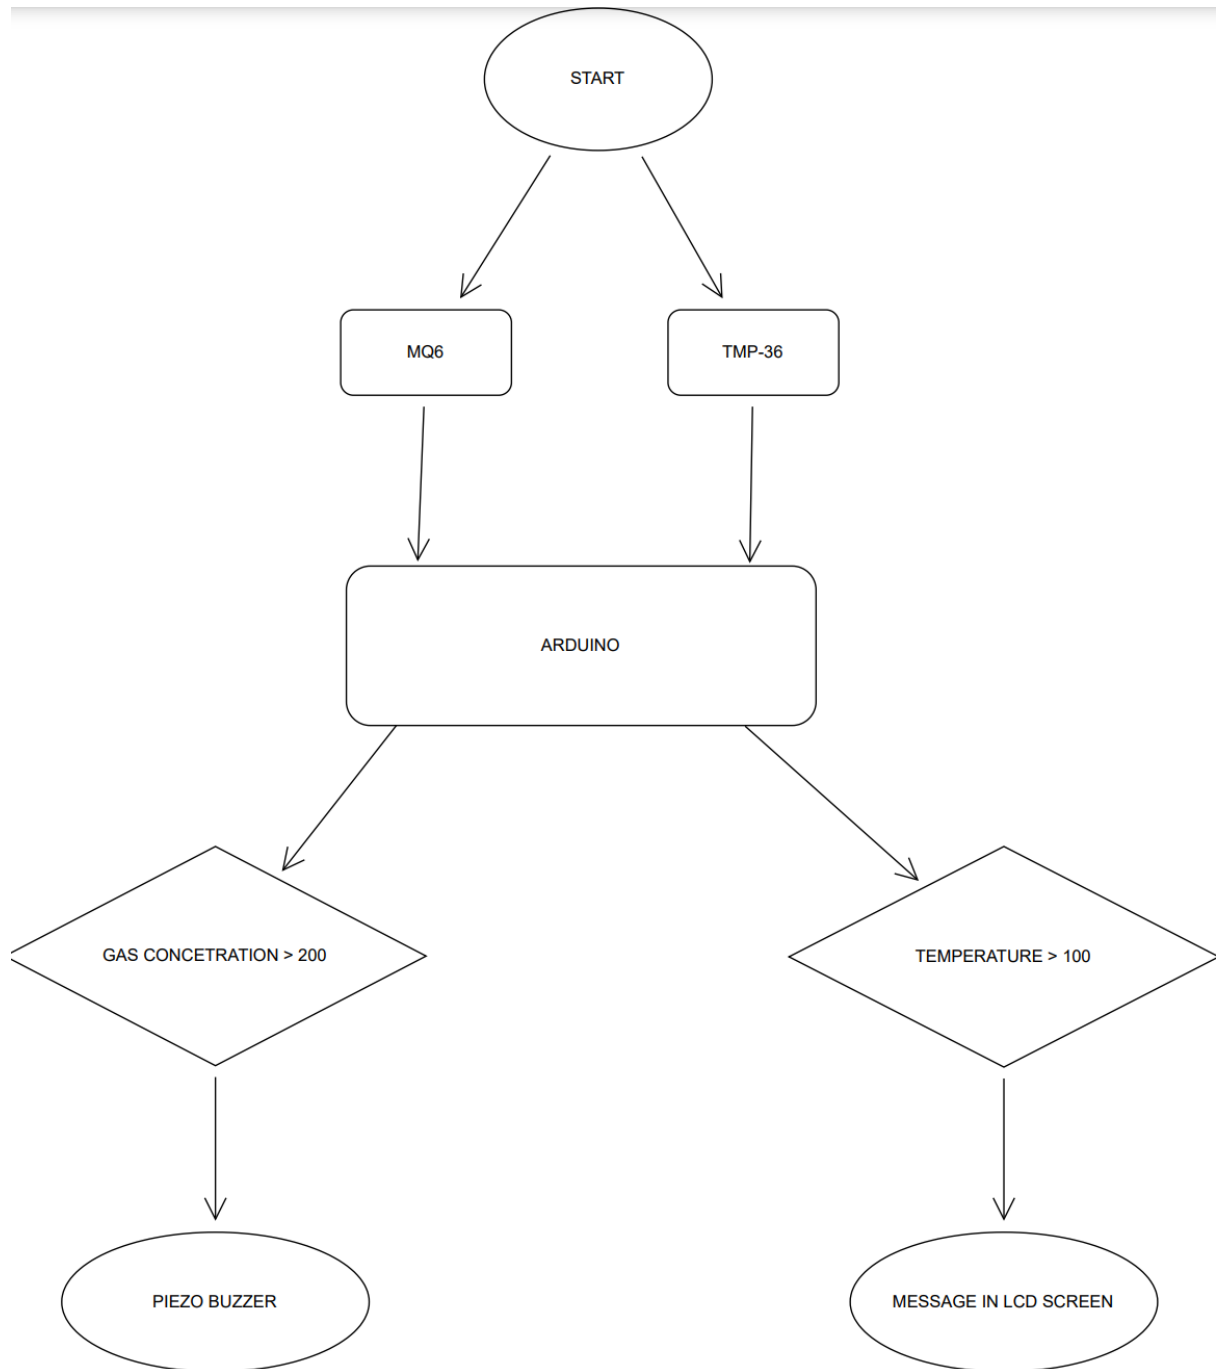 START
MQ6
TMP-36
ARDUINO
GAS CONCETRATION > 200
TEMPERATURE > 100
PIEZO BUZZER
MESSAGE IN LCD SCREEN